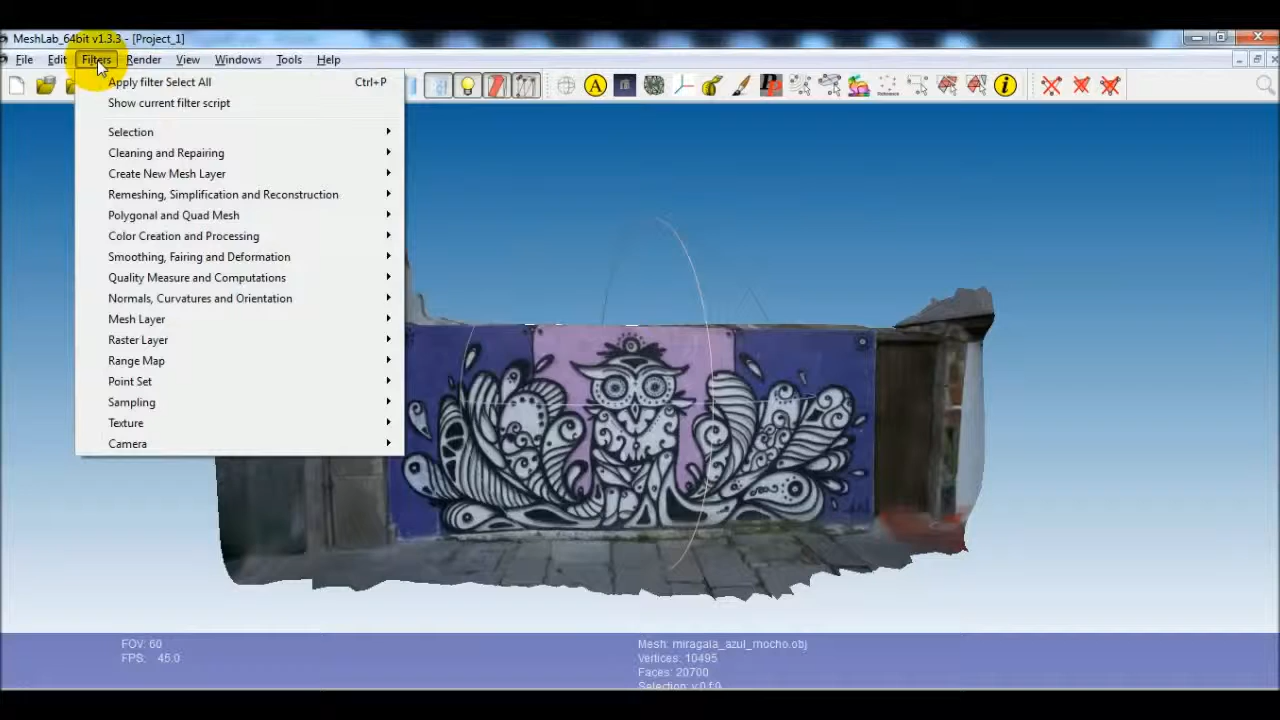 MeshLab_64bit v1.3.3 - [Project_1]
File Edit Filters Render View Windows Tools Help
Apply filter Select All Ctrl+P
Show current filter script
Selection
Cleaning and Repairing
Create New Mesh Layer
Remeshing, Simplification and Reconstruction
Polygonal and Quad Mesh
Color Creation and Processing
Smoothing, Fairing and Deformation
Quality Measure and Computations
Normals, Curvatures and Orientation
Mesh Layer
Raster Layer
Range Map
Point Set
Sampling
Texture
Camera
FOV: 60
FPS: 45.0
Mesh: miragaia_azul_mocho.obj
Vertices: 10495
Faces: 20700
Selection: v:0 f:0